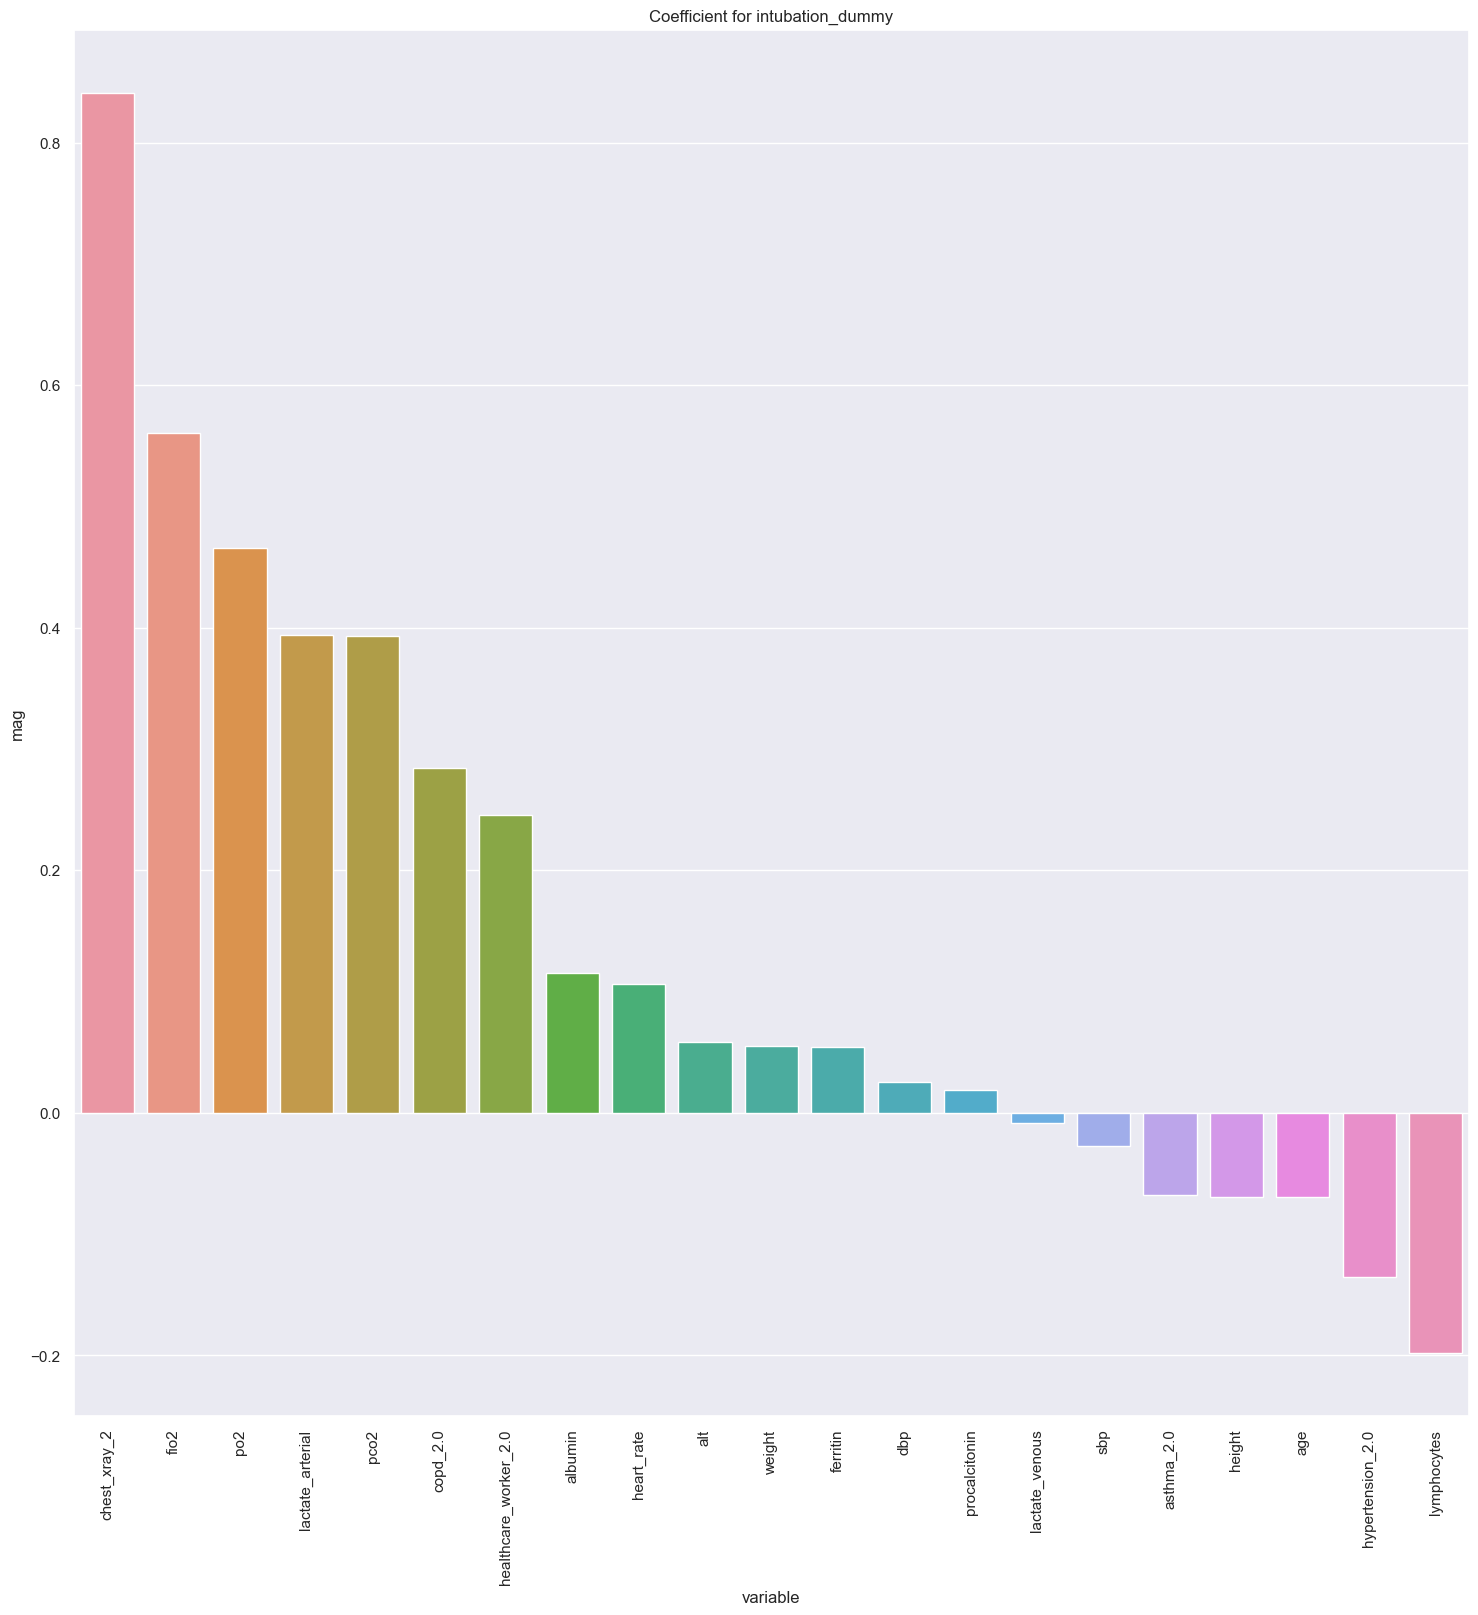 Coefficient for intubation_dummy
0.8
0.6
0.4
0.2
0.0
−0.2
mag
chest_xray_2
fio2
po2
lactate_arterial
pco2
copd_2.0
healthcare_worker_2.0
albumin
heart_rate
alt
weight
ferritin
dbp
procalcitonin
lactate_venous
sbp
asthma_2.0
height
age
hypertension_2.0
lymphocytes
variable